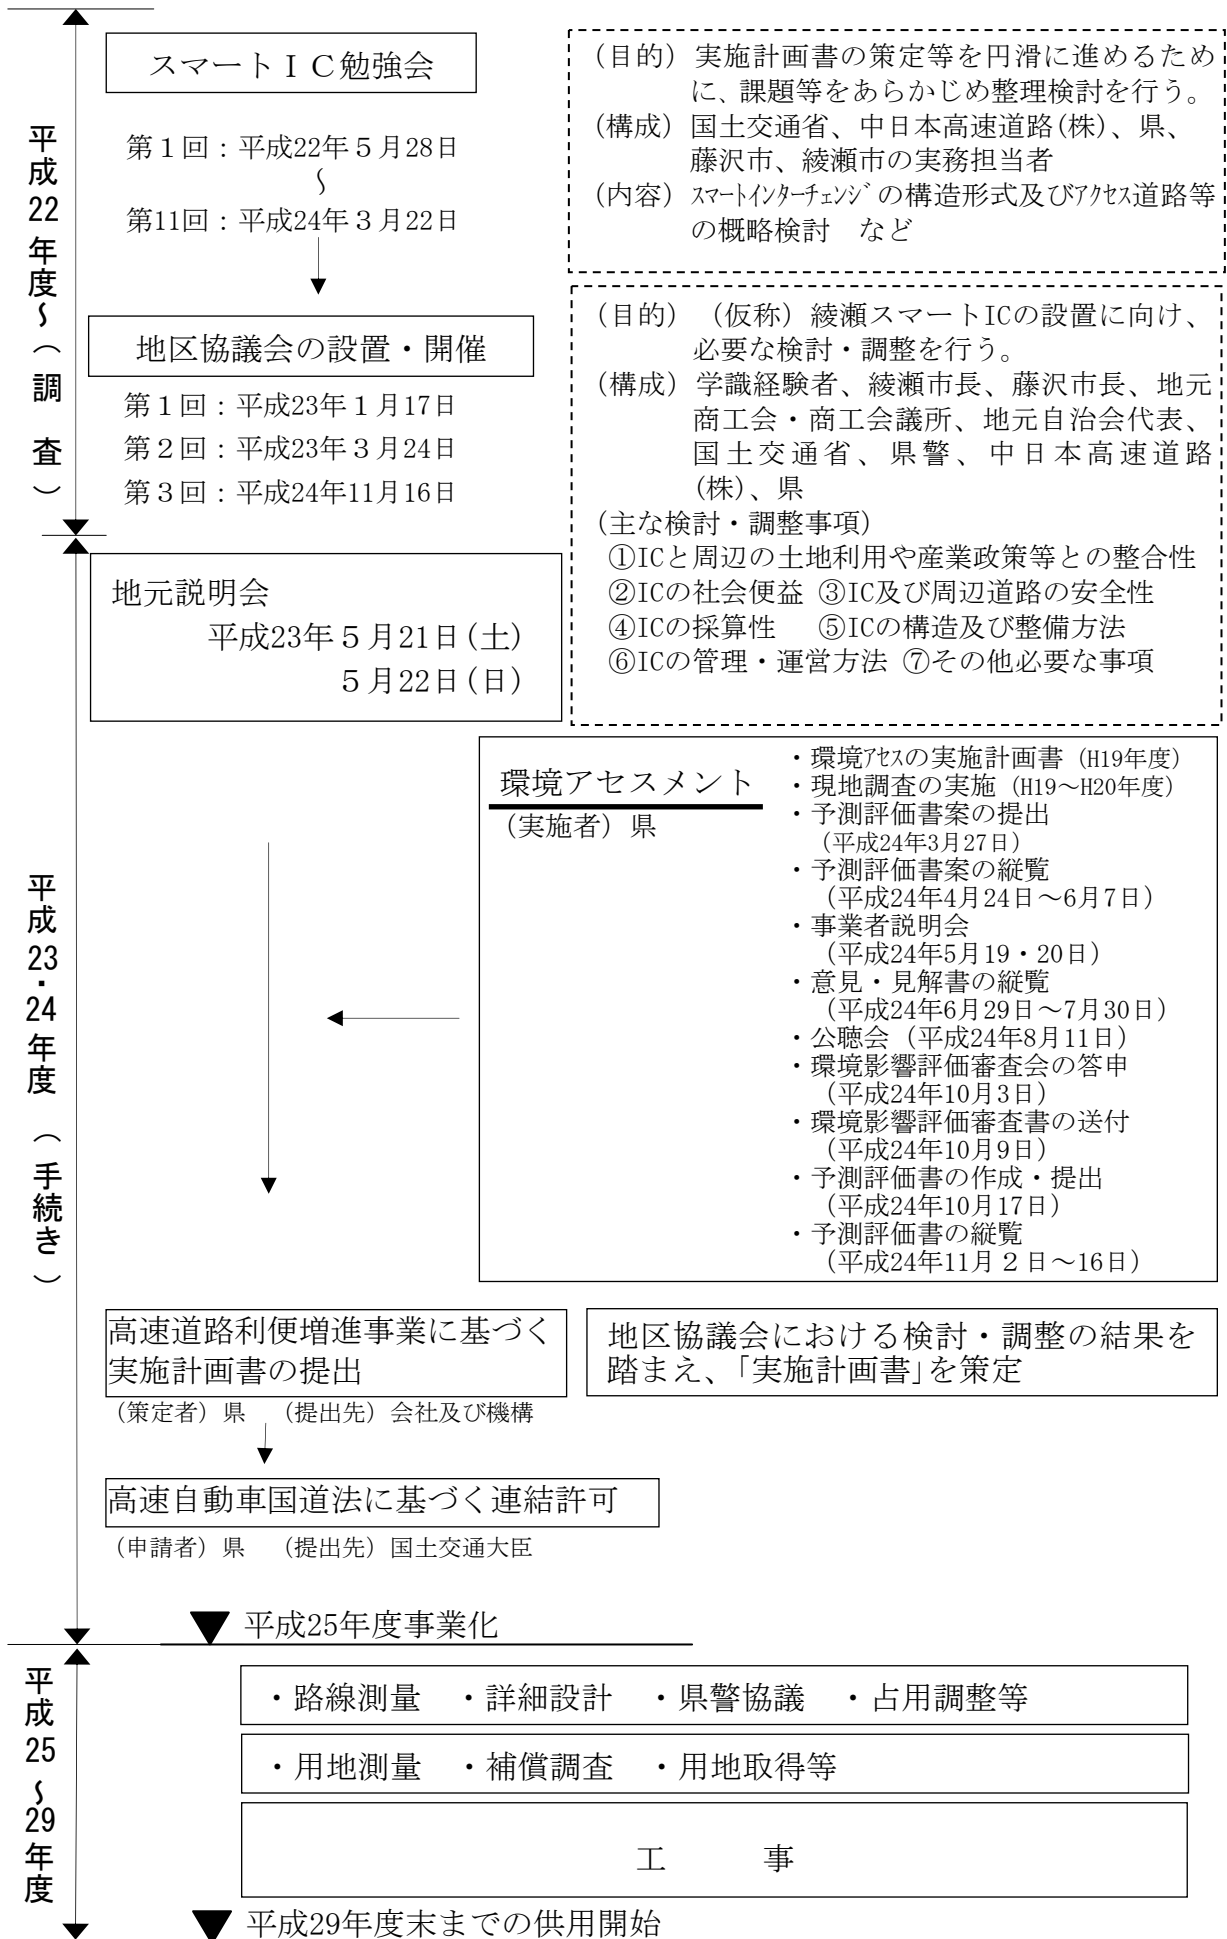 平成22年度～（調　査）
スマートＩＣ勉強会
第１回：平成22年５月28日
～
第11回：平成24年３月22日
（目的）実施計画書の策定等を円滑に進めるため
に、課題等をあらかじめ整理検討を行う。
（構成）国土交通省、中日本高速道路(株)、県、
藤沢市、綾瀬市の実務担当者
（内容）ｽﾏｰﾄｲﾝﾀｰﾁｪﾝｼﾞの構造形式及びｱｸｾｽ道路等
の概略検討　など
地区協議会の設置・開催
第１回：平成23年１月17日
第２回：平成23年３月24日
第３回：平成24年11月16日
（目的）（仮称）綾瀬スマートICの設置に向け、
必要な検討・調整を行う。
（構成）学識経験者、綾瀬市長、藤沢市長、地元
商工会・商工会議所、地元自治会代表、
国土交通省、県警、中日本高速道路
(株)、県
（主な検討・調整事項）
①ICと周辺の土地利用や産業政策等との整合性
②ICの社会便益 ③IC及び周辺道路の安全性
④ICの採算性　⑤ICの構造及び整備方法
⑥ICの管理・運営方法 ⑦その他必要な事項
平成23・24年度　（手続き）
地元説明会
平成23年５月21日(土)
５月22日(日)
環境アセスメント
（実施者）県
・環境ｱｾｽの実施計画書（H19年度）
・現地調査の実施（H19～H20年度）
・予測評価書案の提出
（平成24年3月27日）
・予測評価書案の縦覧
（平成24年4月24日～6月7日）
・事業者説明会
（平成24年5月19・20日）
・意見・見解書の縦覧
（平成24年6月29日～7月30日）
・公聴会（平成24年8月11日）
・環境影響評価審査会の答申
（平成24年10月3日）
・環境影響評価審査書の送付
（平成24年10月9日）
・予測評価書の作成・提出
（平成24年10月17日）
・予測評価書の縦覧
（平成24年11月２日～16日）
高速道路利便増進事業に基づく
実施計画書の提出
（策定者）県　（提出先）会社及び機構
地区協議会における検討・調整の結果を
踏まえ、「実施計画書」を策定
高速自動車国道法に基づく連結許可
（申請者）県　（提出先）国土交通大臣
▼ 平成25年度事業化
平成25～29年度
・路線測量　・詳細設計　・県警協議　・占用調整等
・用地測量　・補償調査　・用地取得等
工　　事
▼ 平成29年度末までの供用開始